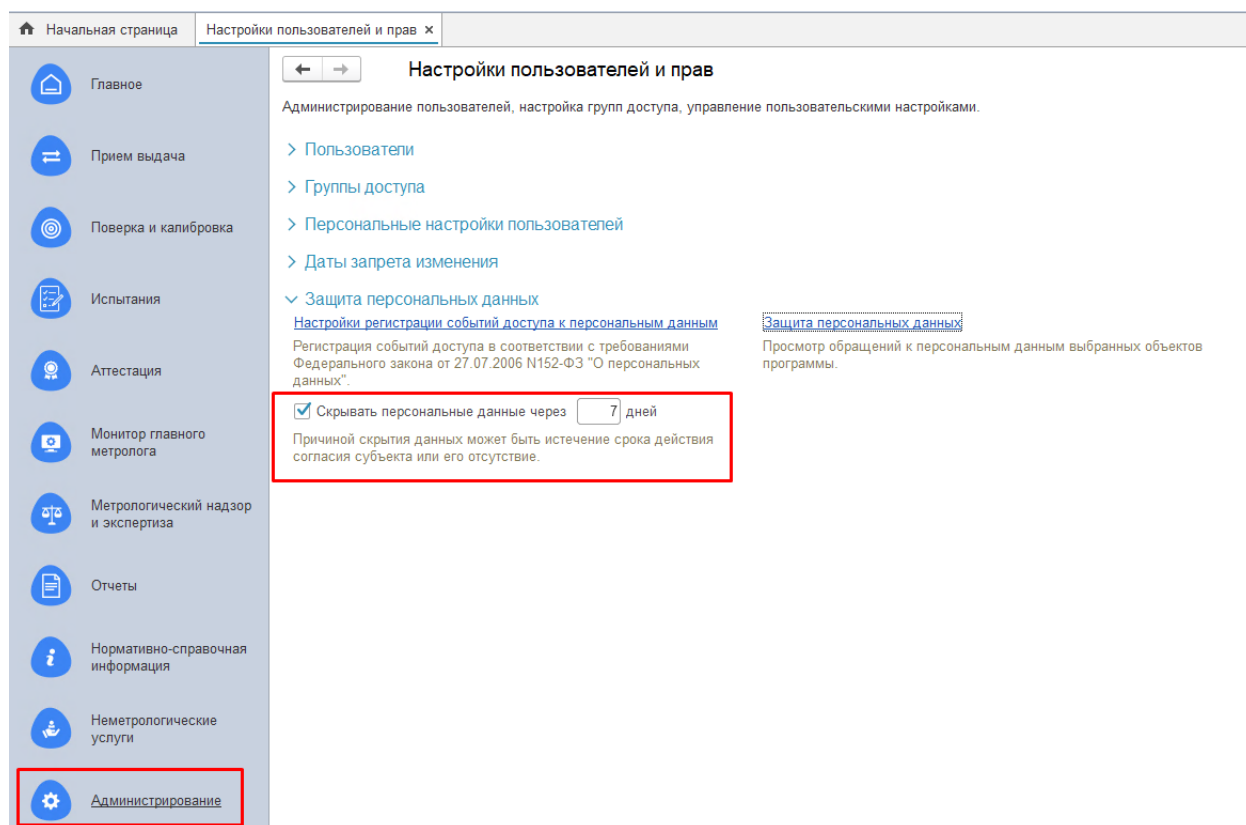 Начальная страница
Настройки пользователей и прав ×
Главное
Прием выдача
Поверка и калибровка
Испытания
Аттестация
Монитор главного
метролога
Метрологический надзор
и экспертиза
Отчеты
Нормативно-справочная
информация
Неметрологические
услуги
Администрирование
Настройки пользователей и прав
Администрирование пользователей, настройка групп доступа, управление пользовательскими настройками.
Пользователи
Группы доступа
Персональные настройки пользователей
Даты запрета изменения
Защита персональных данных
Настройки регистрации событий доступа к персональным данным
Регистрация событий доступа в соответствии с требованиями
Федерального закона от 27.07.2006 N152-ФЗ "О персональных
данных".
Защита персональных данных
Просмотр обращений к персональным данным выбранных объектов
программы.
Скрывать персональные данные через 7 дней
Причиной скрытия данных может быть истечение срока действия
согласия субъекта или его отсутствие.